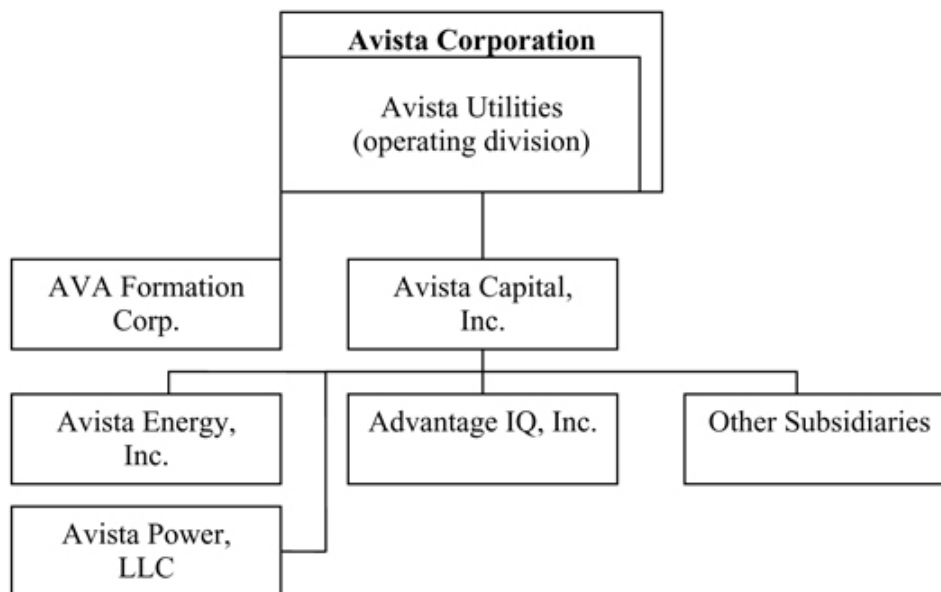 Avista Corporation
Avista Utilities
(operating division)
AVA Formation
Corp.
Avista Capital,
Inc.
Avista Energy,
Inc.
Advantage IQ, Inc.
Other Subsidiaries
Avista Power,
LLC